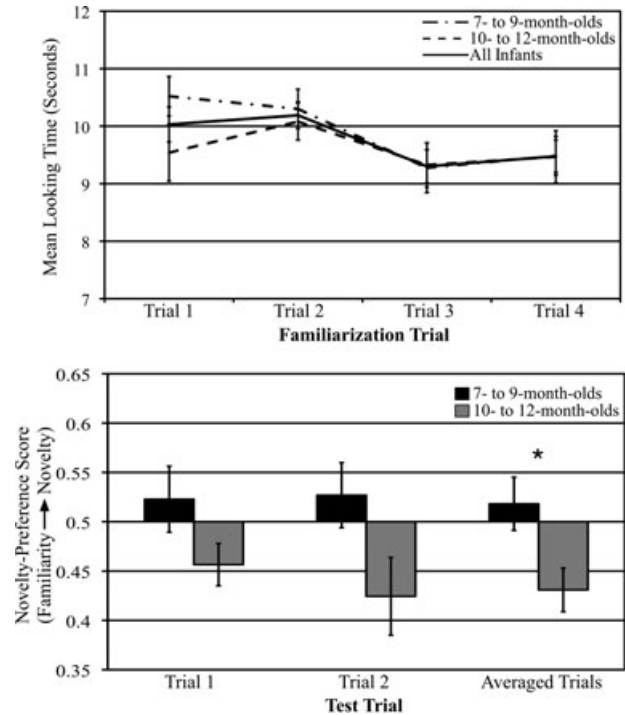 12
11
10
9
8
7
Mean Looking Time (Seconds)
7- to 9-month-olds
10- to 12-month-olds
All Infants
Trial 1 Trial 2 Trial 3 Trial 4
Familiarization Trial
0.65
0.6
0.55
0.5
0.45
0.4
0.35
Novelty-Preference Score
(Familiarity → Novelty)
7- to 9-month-olds
10- to 12-month-olds
*
Trial 1 Trial 2 Averaged Trials
Test Trial